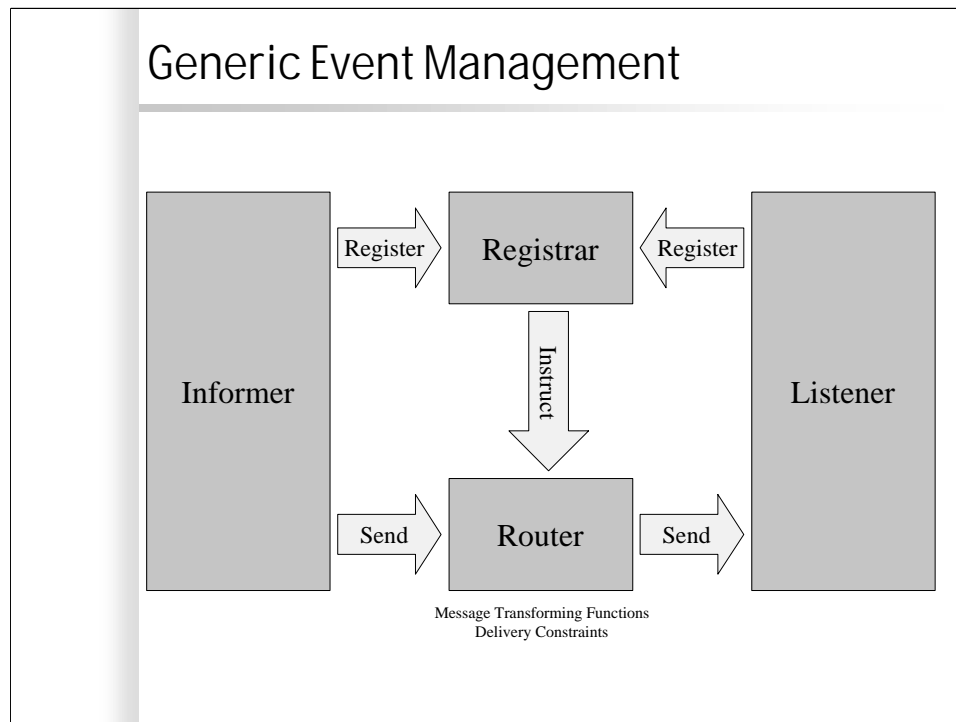 Generic Event Management
Register
Registrar
Register
Instruct
Informer
Listener
Send
Router
Send
Message Transforming Functions
Delivery Constraints